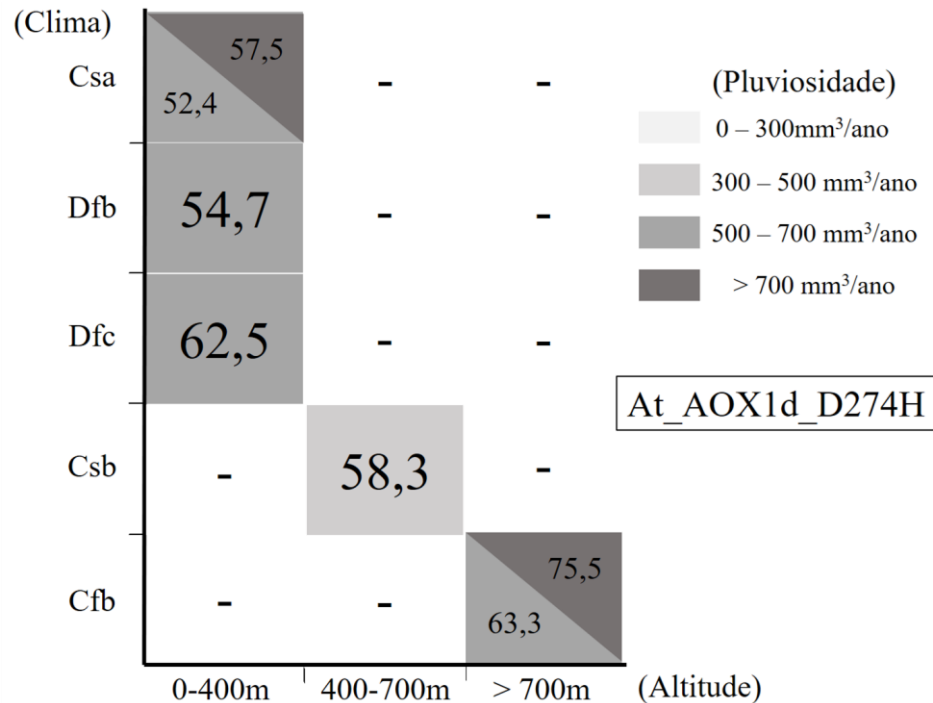 (Clima)
Csa
57,5
52,4
-
-
(Pluviosidade)
0 – 300mm³/ano
300 – 500 mm³/ano
500 – 700 mm³/ano
> 700 mm³/ano
Dfb
54,7
-
-
Dfc
62,5
-
-
At_AOX1d_D274H
Csb
-
58,3
-
Cfb
-
-
75,5
63,3
0-400m
400-700m
> 700m
(Altitude)